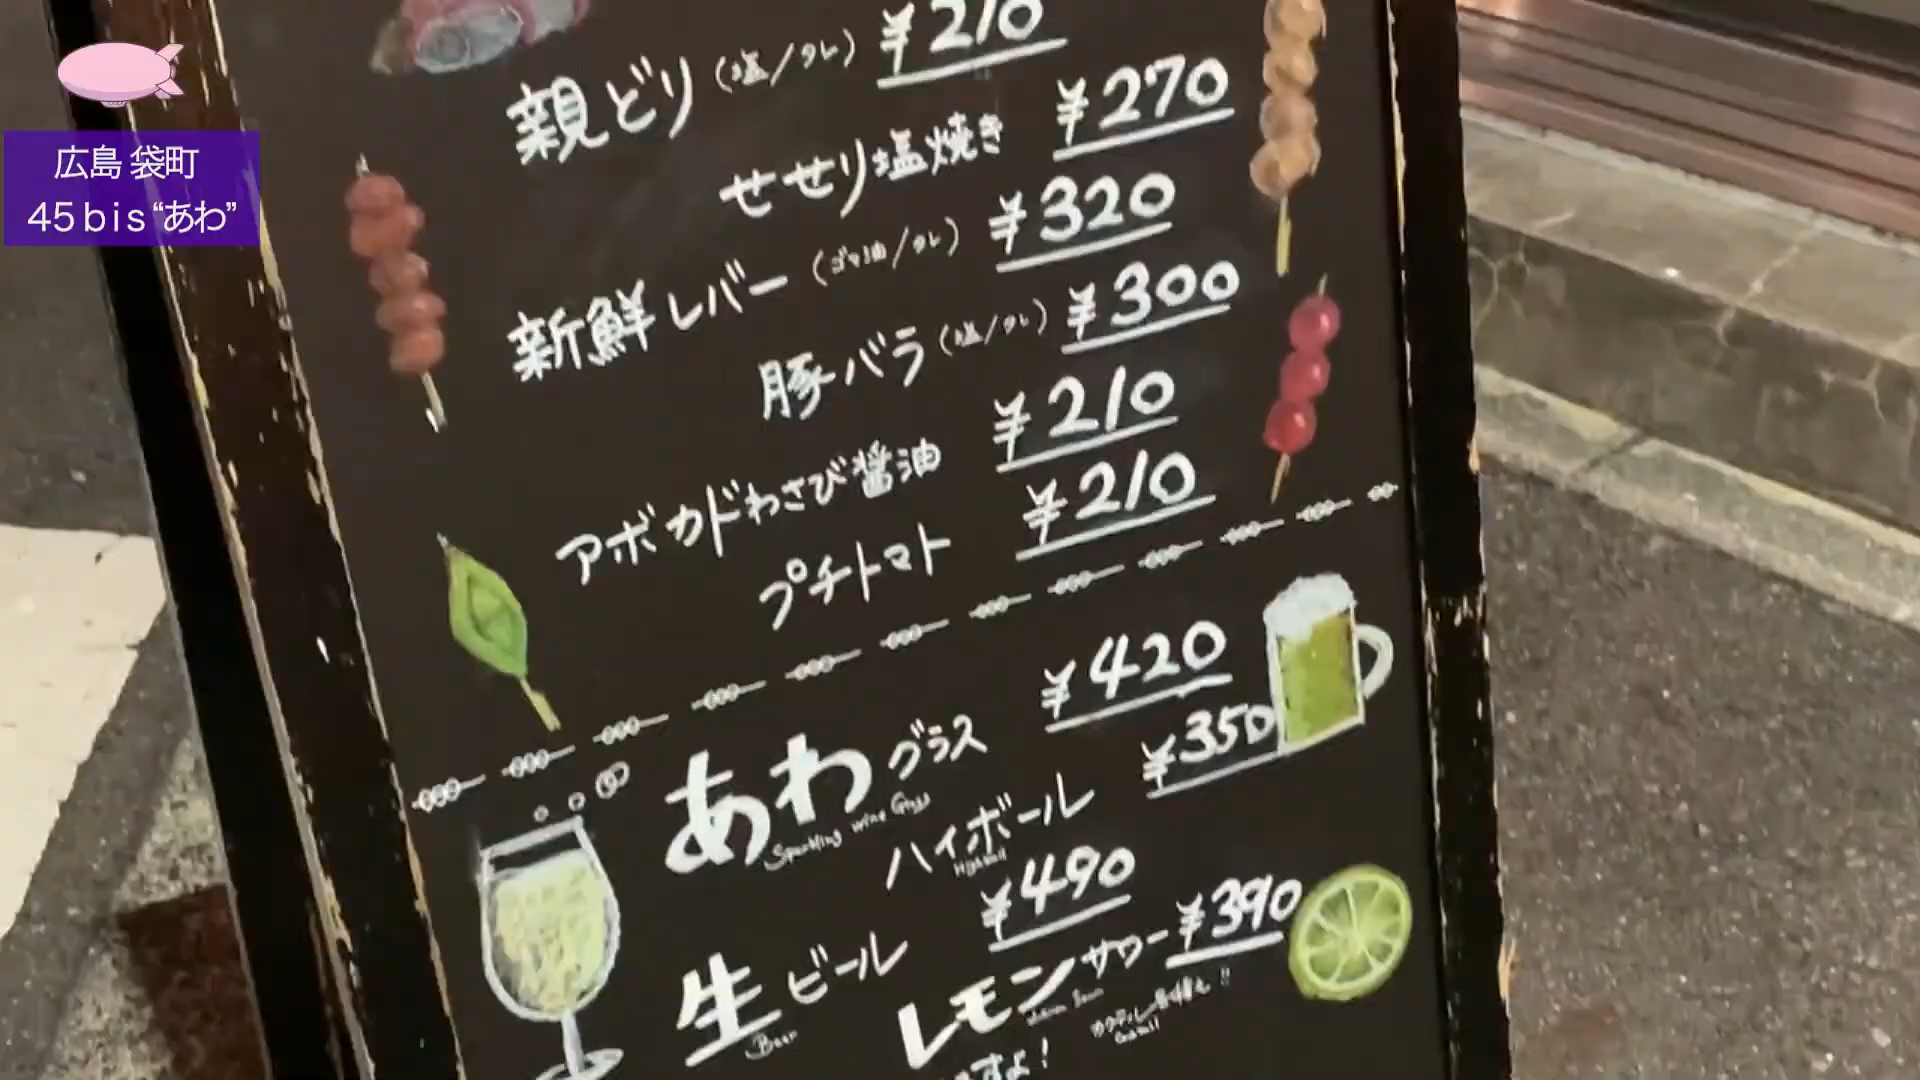 広島 袋町
45bis“あわ”
親どり (塩/タレ) ¥210
せせり塩焼き ¥270
新鮮レバー (ゴマ油/タレ) ¥320
豚バラ (塩/タレ) ¥300
アボカドわさび醤油 ¥210
プチトマト ¥210
あわグラス ¥420
Sparkling wine Glass
ハイボール ¥350
Highball
生ビール ¥490
Beer
レモンサワー ¥390
すよ!